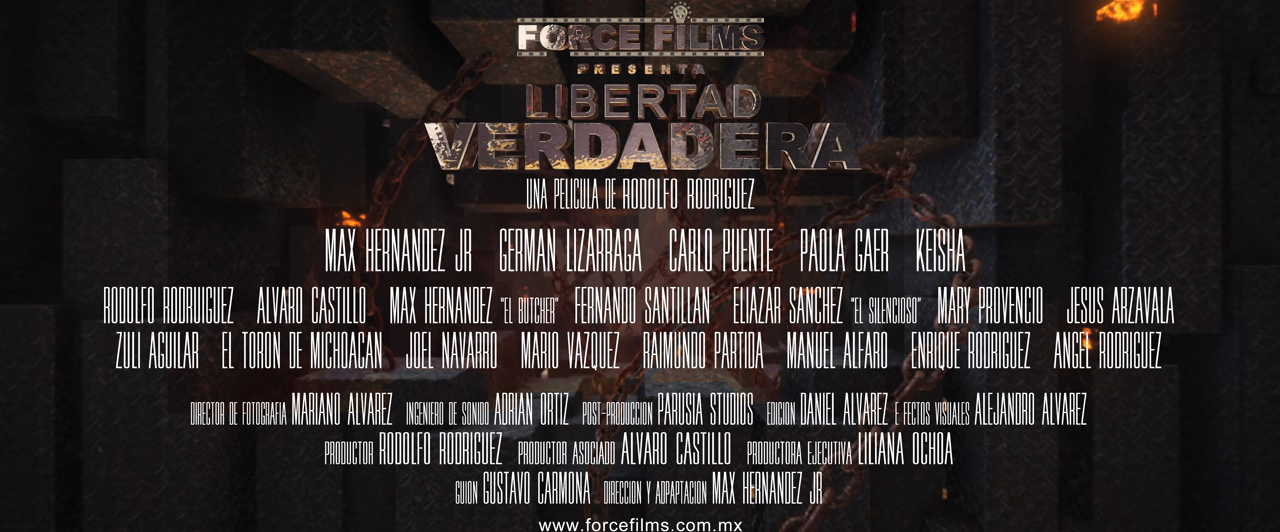 FORCE FILMS
PRESENTA
LIBERTAD
VERDADERA
UNA PELICULA DE RODOLFO RODRIGUEZ
MAX HERNANDEZ JR GERMAN LIZARRAGA CARLO PUENTE PAOLA GAER KEISHA
RODOLFO RODRUIGUEZ ALVARO CASTILLO MAX HERNANDEZ "EL BUTCHER" FERNANDO SANTILLAN ELIAZAR SANCHEZ "EL SILENCIOSO" MARY PROVENCIO JESUS ARZAVALA
ZULI AGUILAR EL TORON DE MICHOACAN JOEL NAVARRO MARIO VAZQUEZ RAIMUNDO PARTIDA MANUEL ALFARO ENRIQUE RODRIGUEZ ANGEL RODRIGUEZ
DIRECTOR DE FOTOGRAFIA MARIANO ALVAREZ INGENIERO DE SONIDO ADRIAN ORTIZ POST-PRODUCCION PARUSIA STUDIOS EDICION DANIEL ALVAREZ E FECTOS VISUALES ALEJANDRO ALVAREZ
PRODUCTOR RODOLFO RODRIGUEZ PRODUCTOR ASOCIADO ALVARO CASTILLO PRODUCTORA EJECUTIVA LILIANA OCHOA
GUION GUSTAVO CARMONA DIRECCION Y ADPAPTACION MAX HERNANDEZ JR
www.forcefilms.com.mx